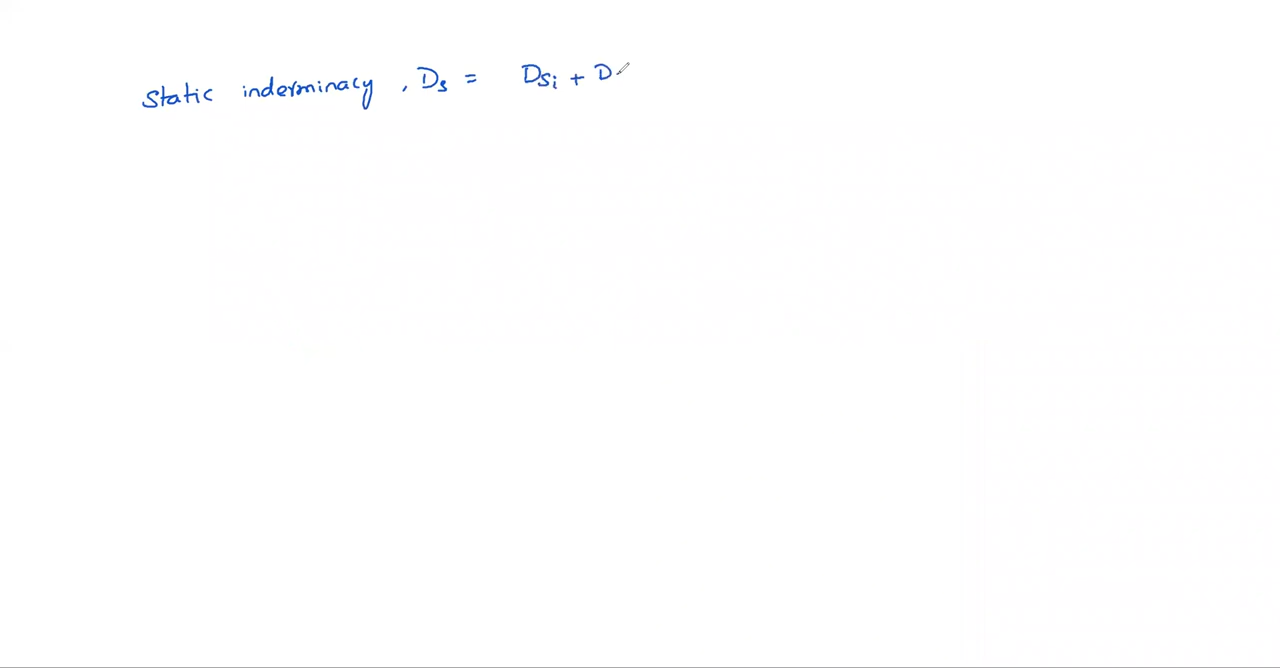 Static inderminacy , Ds = Dsi + D